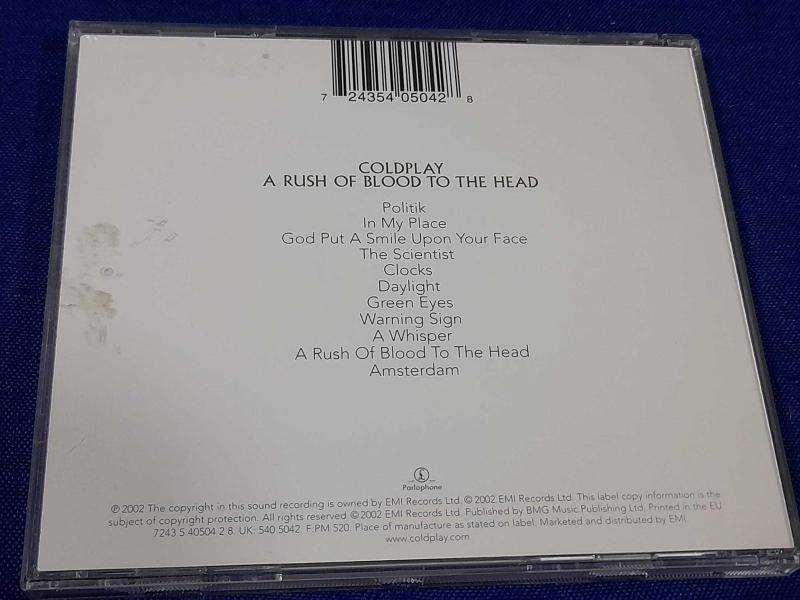 7 24354 05042 8
COLDPLAY
A RUSH OF BLOOD TO THE HEAD
Politik
In My Place
God Put A Smile Upon Your Face
The Scientist
Clocks
Daylight
Green Eyes
Warning Sign
A Whisper
A Rush Of Blood To The Head
Amsterdam
Parlophone
℗ 2002 The copyright in this sound recording is owned by EMI Records Ltd. © 2002 EMI Records Ltd. This label copy information is the
subject of copyright protection. All rights reserved. © 2002 EMI Records Ltd. Published by BMG Music Publishing Ltd. Printed in the EU.
7243 5 40504 2 8. UK: 540 5042. F:PM 520. Place of manufacture as stated on label. Marketed and distributed by EMI.
www.coldplay.com